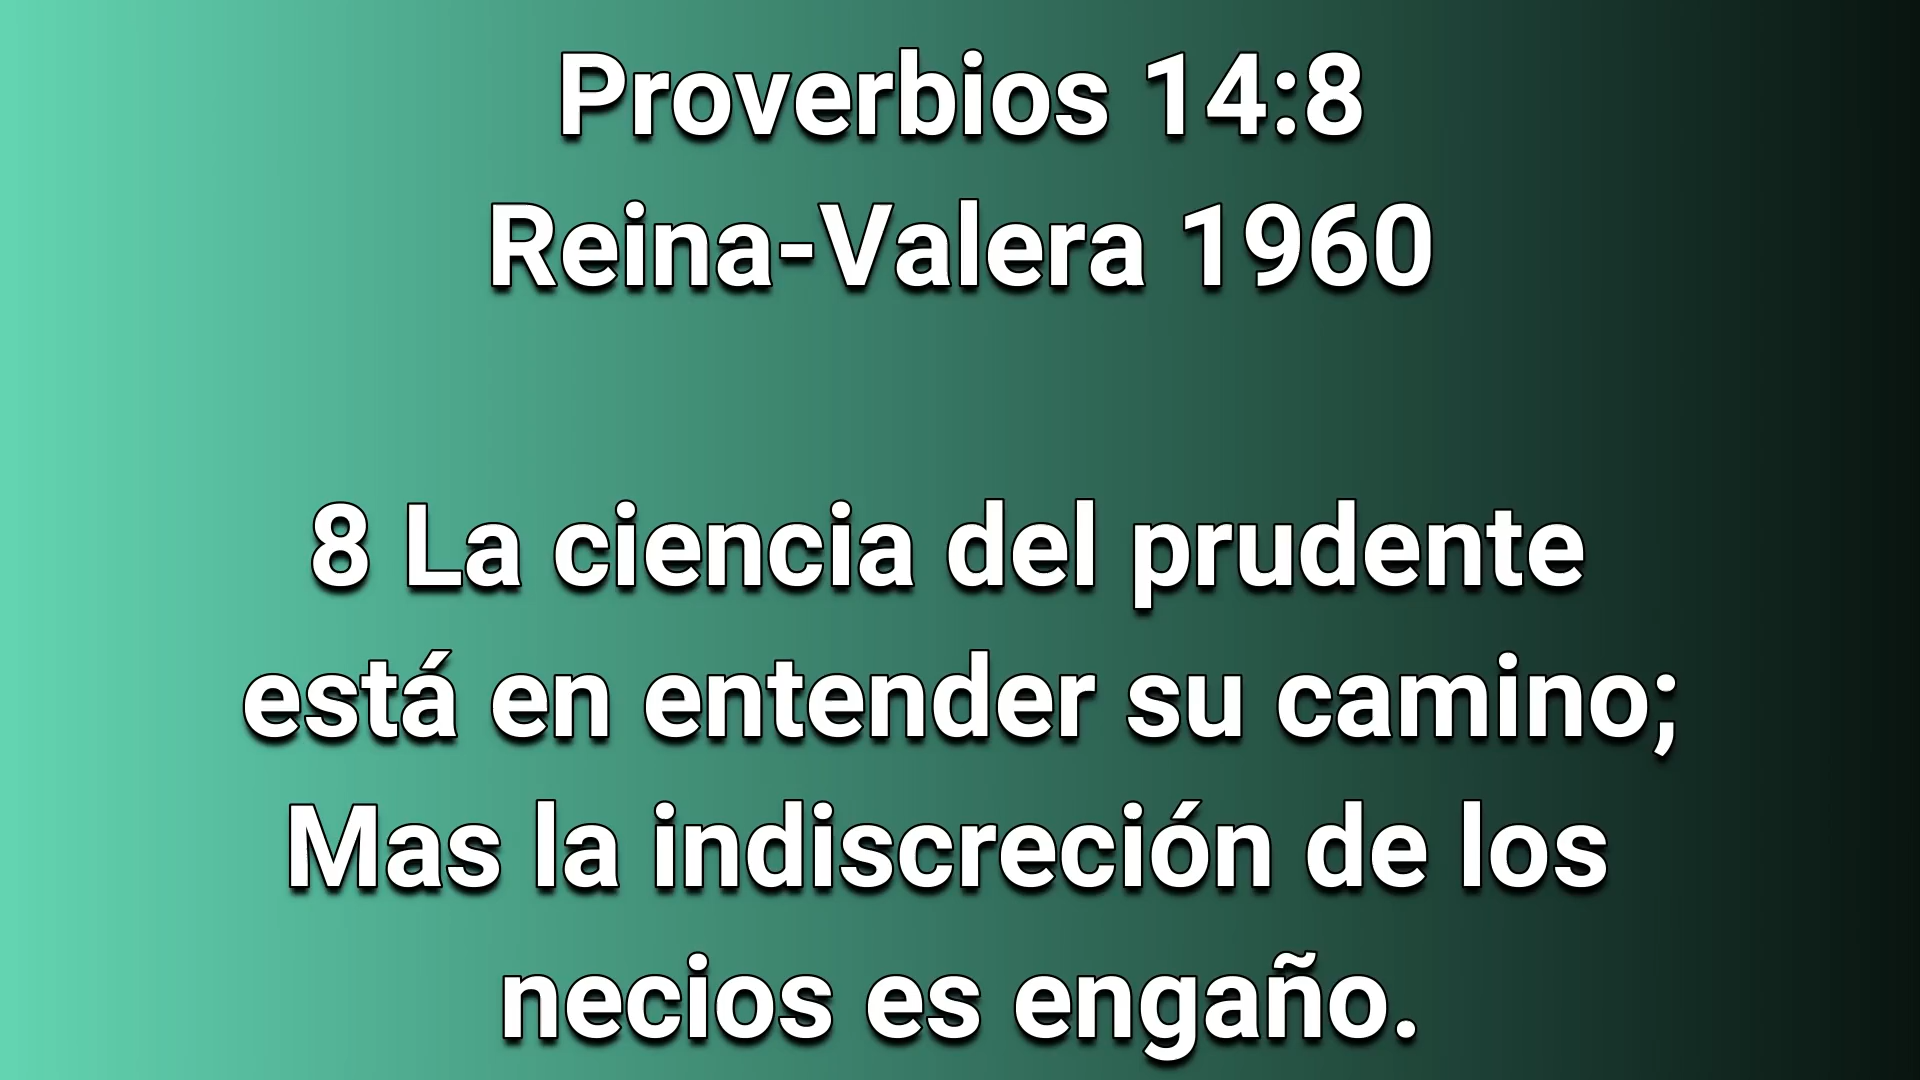 Proverbios 14:8
Reina-Valera 1960
8 La ciencia del prudente
está en entender su camino;
Mas la indiscreción de los
necios es engaño.